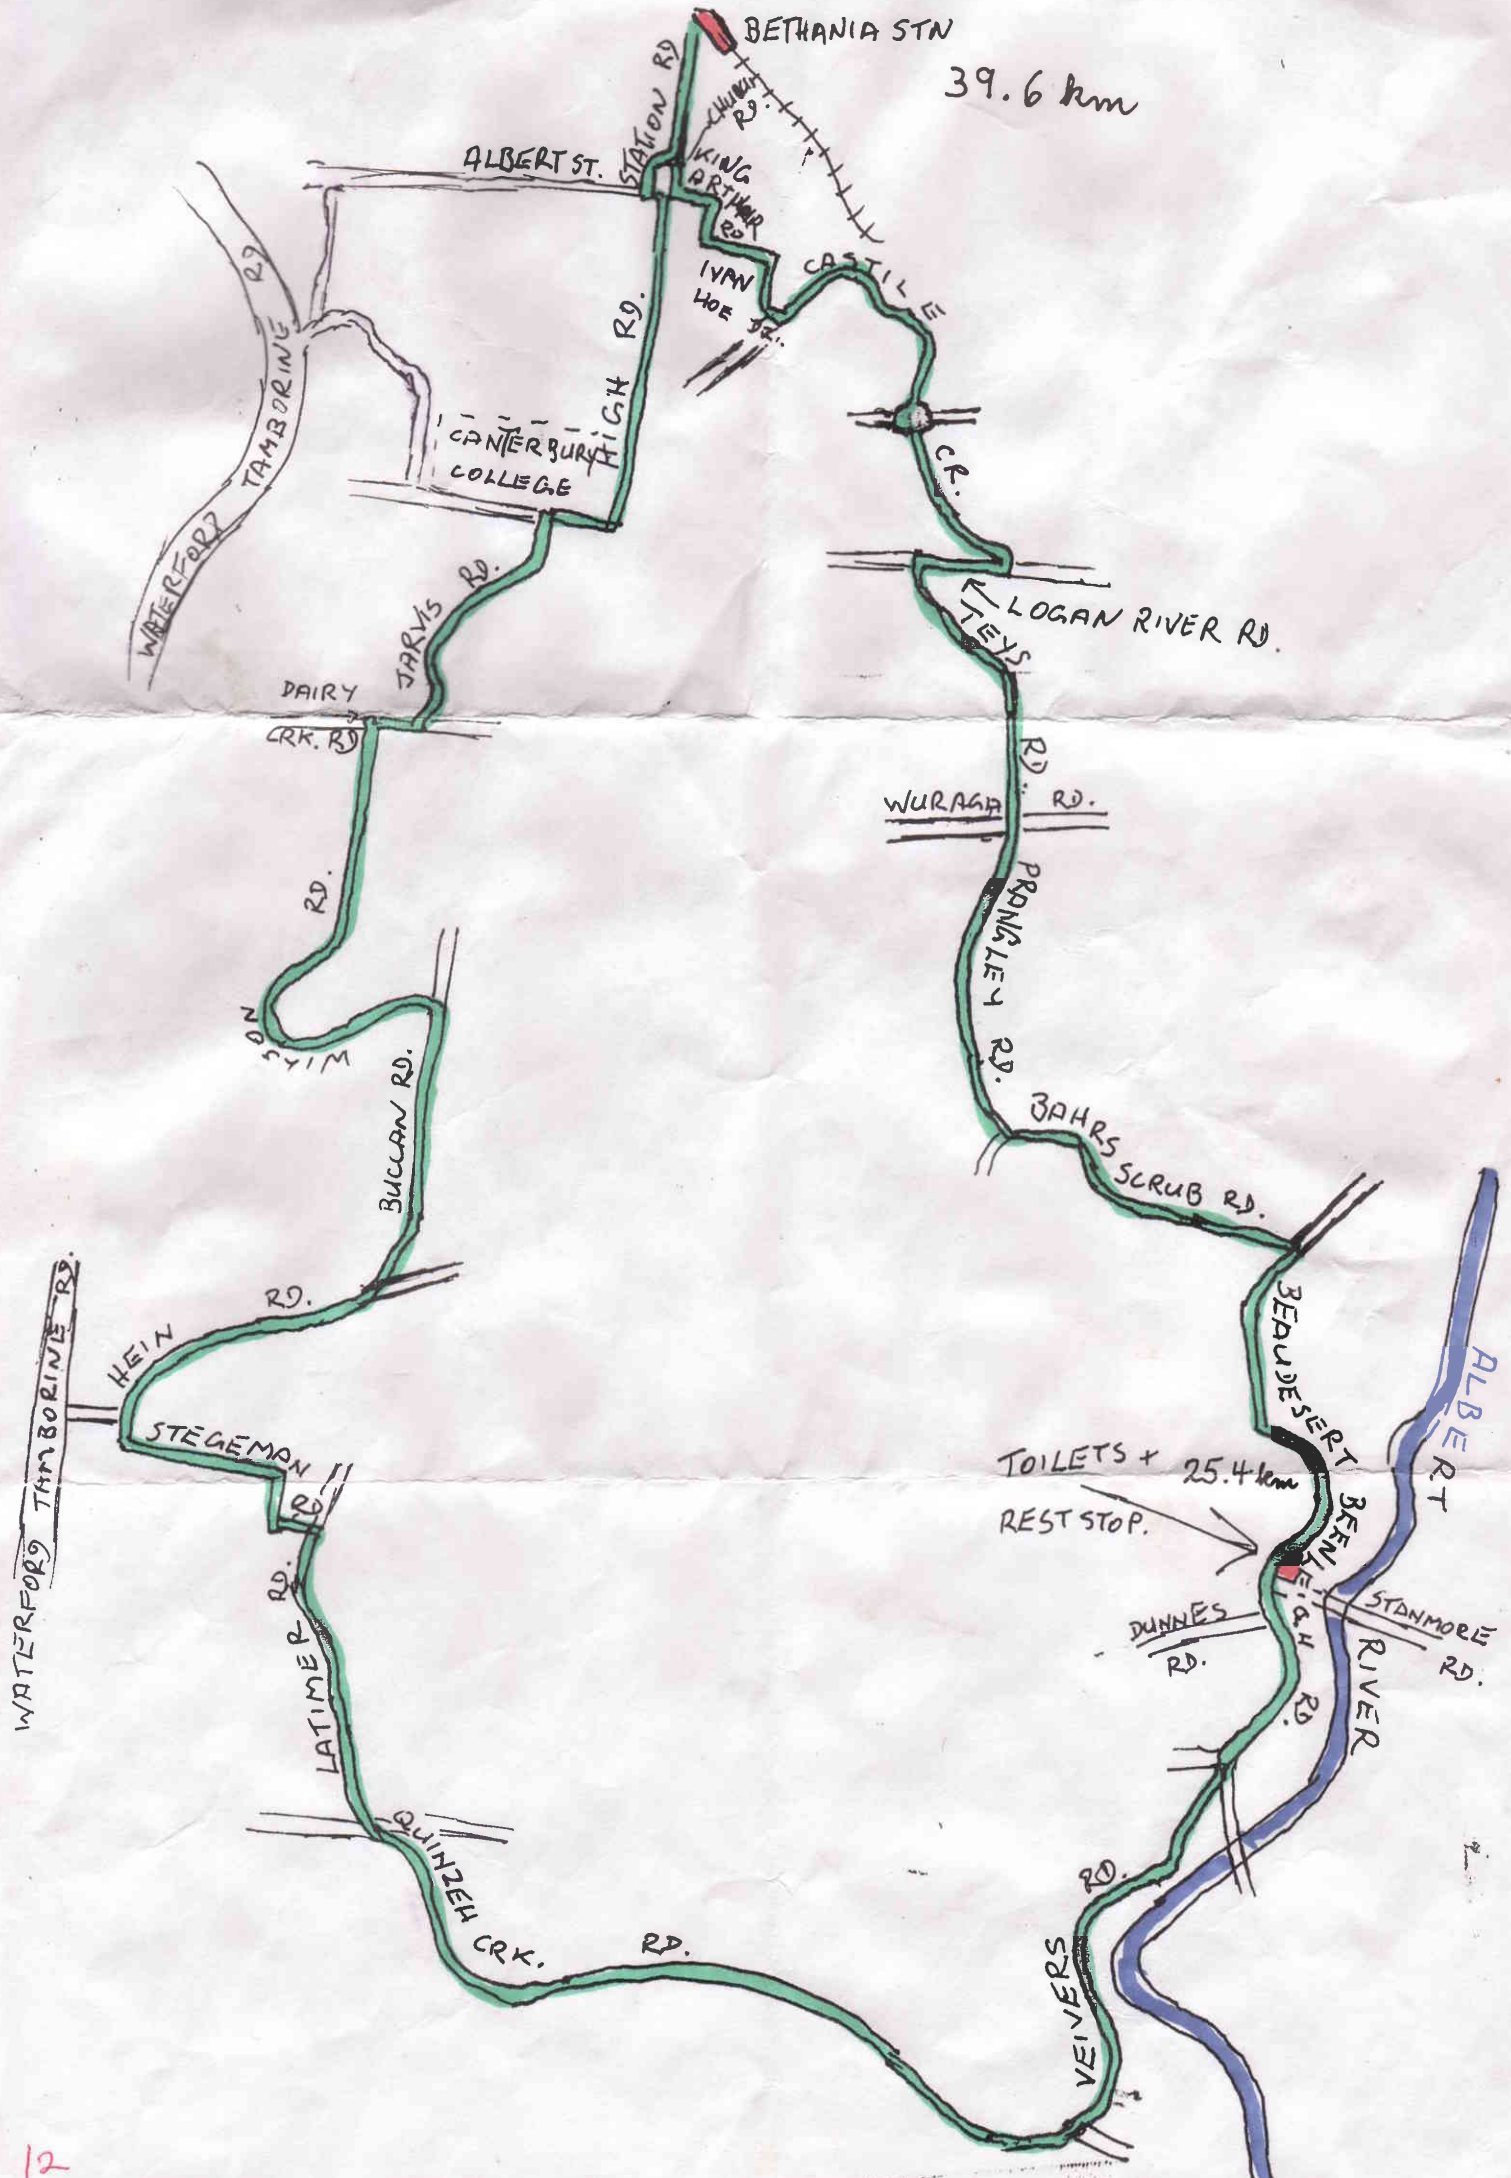 BETHANIA STN
39.6 km
STATION RD
CHURCH RD.
ALBERT ST.
KING
ARTHUR
RD
IVAN
HOE DR.
CASTILE
CR.
HIGH RD.
CANTERBURY
COLLEGE
WATERFORD TAMBORINE RD
LOGAN RIVER RD.
TEYS RD.
JARVIS RD.
DAIRY
CRK. RD
WURAGA RD.
PRANGLEY RD.
RD.
BUCCAN RD.
BAHRS
SCRUB RD.
HEIN RD.
WATERFORD TAMBORINE RD.
STEGEMAN
RD.
BEAUDESERT BEENLEIGH RD.
ALBERT
RIVER
TOILETS + 25.4 km
REST STOP.
DUNNES
RD.
STANMORE
RD.
LATIMER RD.
QUINZEH
CRK. RD.
VEIVERS RD.
12